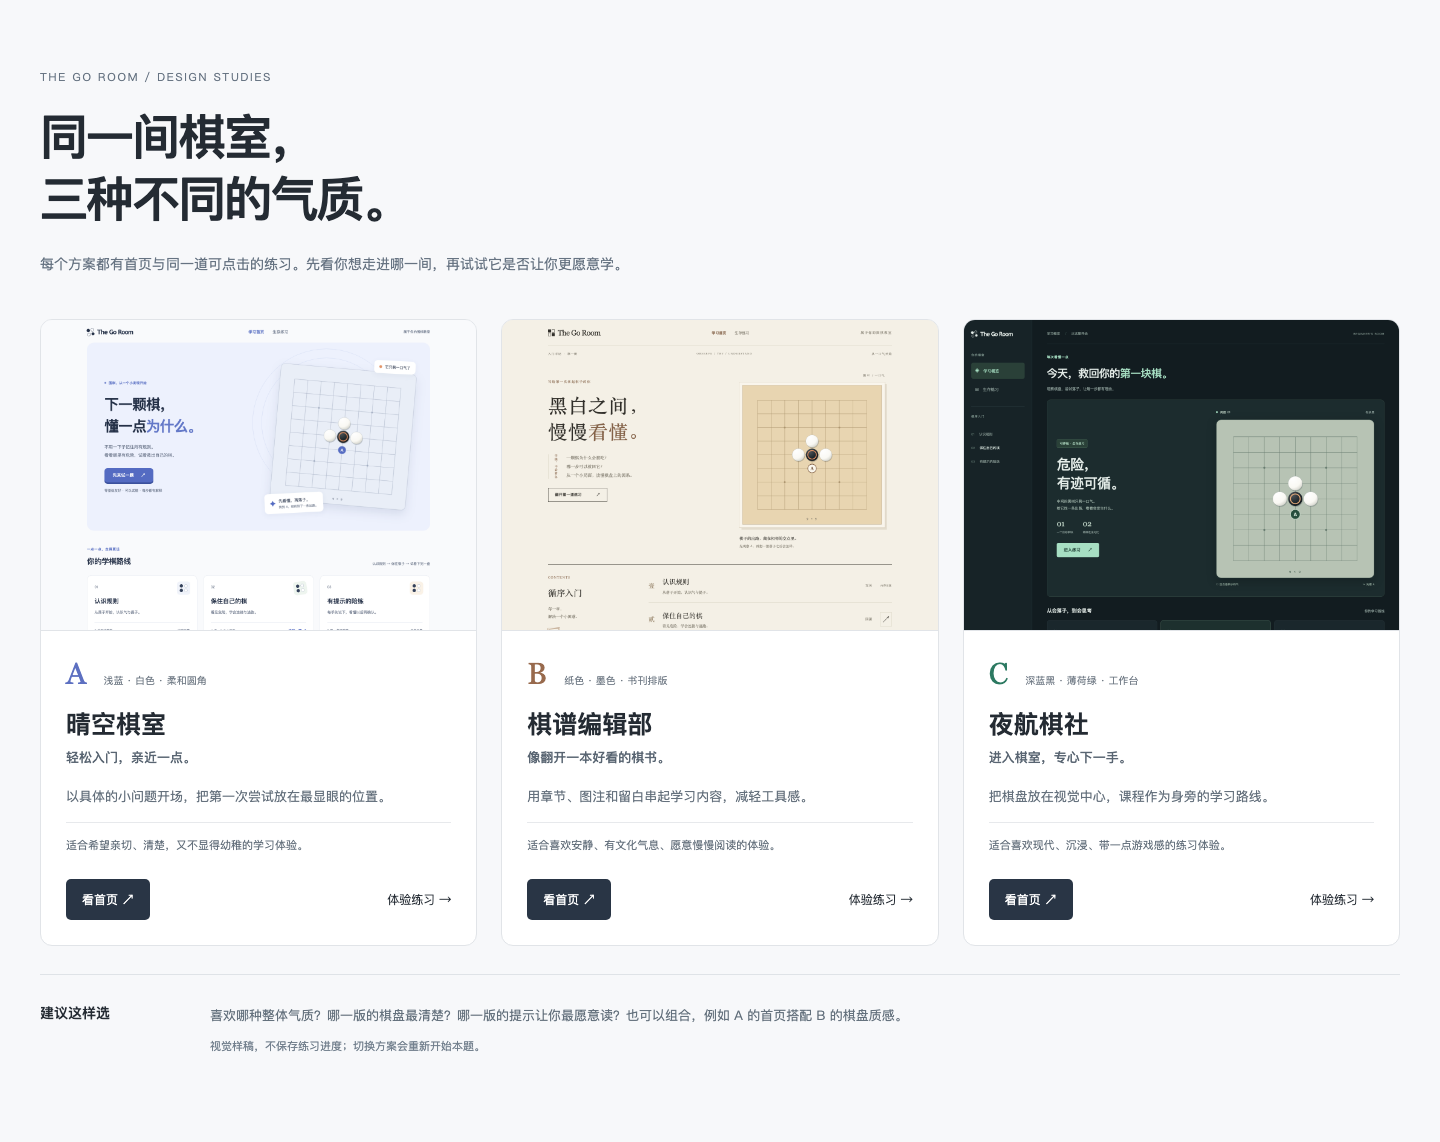 THE GO ROOM / DESIGN STUDIES
同一间棋室，
三种不同的气质。
每个方案都有首页与同一道可点击的练习。先看你想走进哪一间，再试试它是否让你更愿意学。
The Go Room
学习首页
下一颗棋，
懂一点为什么。
你的学棋路线
认识规则
保住自己的棋
有提示的陪练
A
浅蓝 · 白色 · 柔和圆角
晴空棋室
轻松入门，亲近一点。
以具体的小问题开场，把第一次尝试放在最显眼的位置。
适合希望亲切、清楚，又不显得幼稚的学习体验。
看首页 ↗
体验练习 →
The Go Room
黑白之间，
慢慢看懂。
循序入门
认识规则
保住自己的棋
B
纸色 · 墨色 · 书刊排版
棋谱编辑部
像翻开一本好看的棋书。
用章节、图注和留白串起学习内容，减轻工具感。
适合喜欢安静、有文化气息、愿意慢慢阅读的体验。
看首页 ↗
体验练习 →
The Go Room
今天，救回你的第一块棋。
危险，
有迹可循。
01
02
从会落子，到会思考
C
深蓝黑 · 薄荷绿 · 工作台
夜航棋社
进入棋室，专心下一手。
把棋盘放在视觉中心，课程作为身旁的学习路线。
适合喜欢现代、沉浸、带一点游戏感的练习体验。
看首页 ↗
体验练习 →
建议这样选
喜欢哪种整体气质？哪一版的棋盘最清楚？哪一版的提示让你最愿意读？也可以组合，例如 A 的首页搭配 B 的棋盘质感。
视觉样稿，不保存练习进度；切换方案会重新开始本题。